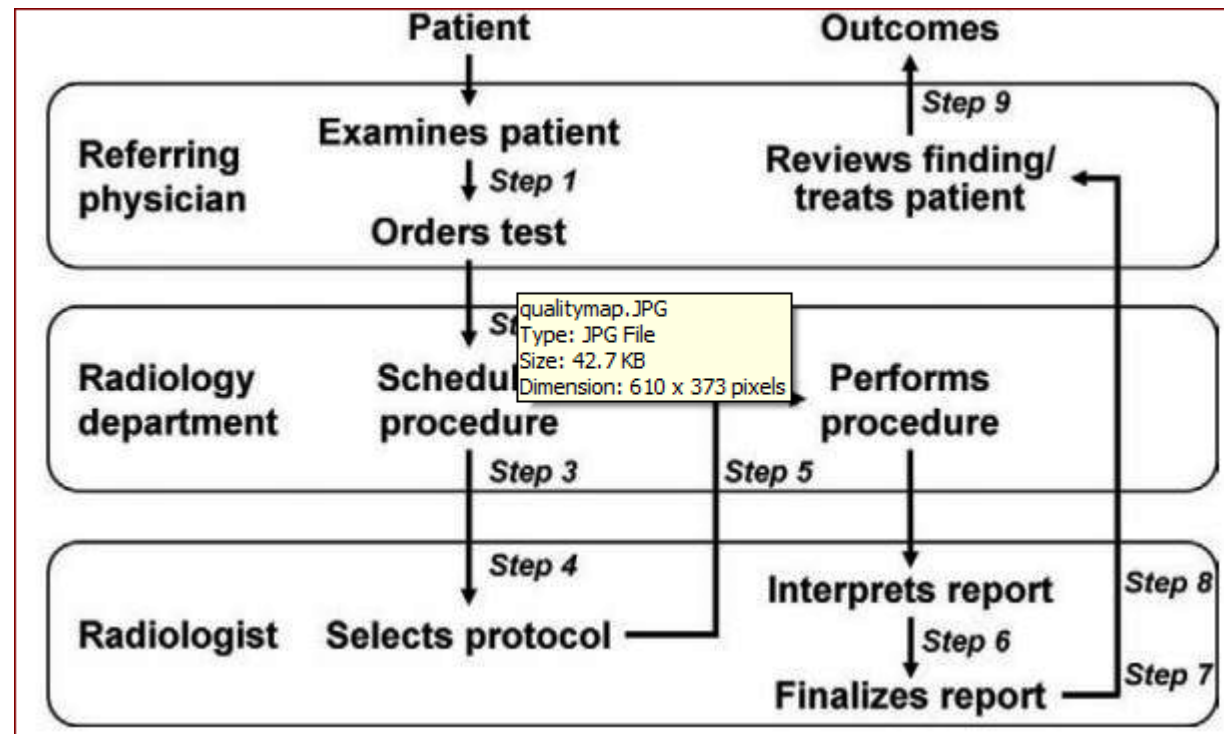 Patient
Outcomes
Step 9
Examines patient
Referring
physician
Step 1
Reviews finding/
treats patient
Orders test
qualitymap.JPG
Type: JPG File
Size: 42.7 KB
Dimension: 610 x 373 pixels
Radiology
department
procedure
Performs
procedure
Step 3
Step 5
Step 4
Interprets report
Step 8
Radiologist
Selects protocol
Step 6
Step 7
Finalizes report